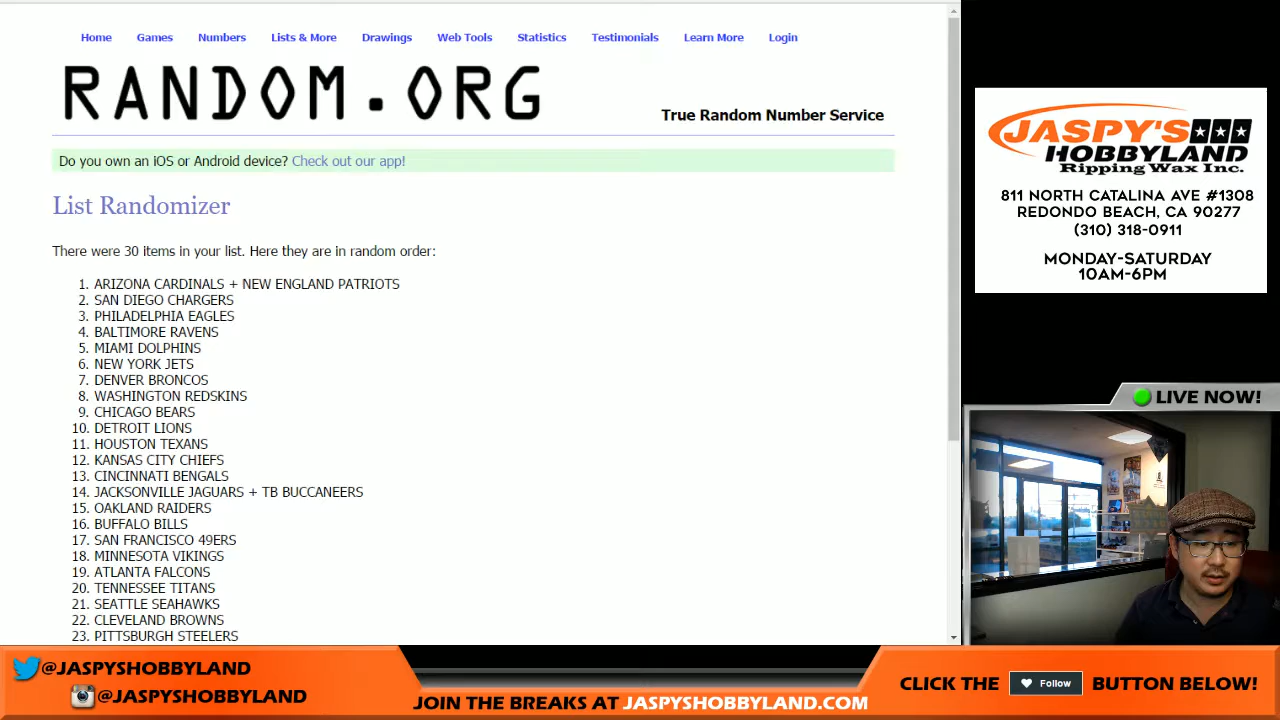 Home Games Numbers Lists & More Drawings Web Tools Statistics Testimonials Learn More Login
RANDOM.ORG
True Random Number Service
Do you own an iOS or Android device? Check out our app!
List Randomizer
There were 30 items in your list. Here they are in random order:
1. ARIZONA CARDINALS + NEW ENGLAND PATRIOTS
2. SAN DIEGO CHARGERS
3. PHILADELPHIA EAGLES
4. BALTIMORE RAVENS
5. MIAMI DOLPHINS
6. NEW YORK JETS
7. DENVER BRONCOS
8. WASHINGTON REDSKINS
9. CHICAGO BEARS
10. DETROIT LIONS
11. HOUSTON TEXANS
12. KANSAS CITY CHIEFS
13. CINCINNATI BENGALS
14. JACKSONVILLE JAGUARS + TB BUCCANEERS
15. OAKLAND RAIDERS
16. BUFFALO BILLS
17. SAN FRANCISCO 49ERS
18. MINNESOTA VIKINGS
19. ATLANTA FALCONS
20. TENNESSEE TITANS
21. SEATTLE SEAHAWKS
22. CLEVELAND BROWNS
23. PITTSBURGH STEELERS
JASPY'S
HOBBYLAND
Ripping Wax Inc.
811 NORTH CATALINA AVE #1308
REDONDO BEACH, CA 90277
(310) 318-0911
MONDAY-SATURDAY
10AM-6PM
LIVE NOW!
@JASPYSHOBBYLAND
@JASPYSHOBBYLAND
JOIN THE BREAKS AT JASPYSHOBBYLAND.COM
CLICK THE Follow BUTTON BELOW!